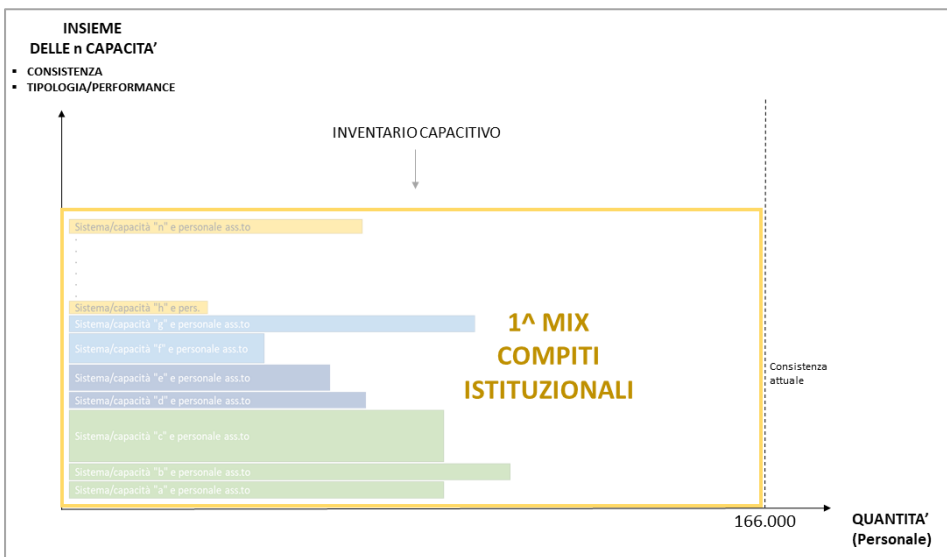 INSIEME
DELLE n CAPACITA’
▪ CONSISTENZA
▪ TIPOLOGIA/PERFORMANCE
INVENTARIO CAPACITIVO
Sistema/capacità "n" e personale ass.to
.
.
.
.
.
.
Sistema/capacità "h" e pers.
Sistema/capacità "g" e personale ass.to
Sistema/capacità "f" e personale ass.to
Sistema/capacità "e" e personale ass.to
Sistema/capacità "d" e personale ass.to
Sistema/capacità "c" e personale ass.to
Sistema/capacità "b" e personale ass.to
Sistema/capacità "a" e personale ass.to
1^ MIX
COMPITI
ISTITUZIONALI
Consistenza
attuale
166.000
QUANTITA’
(Personale)